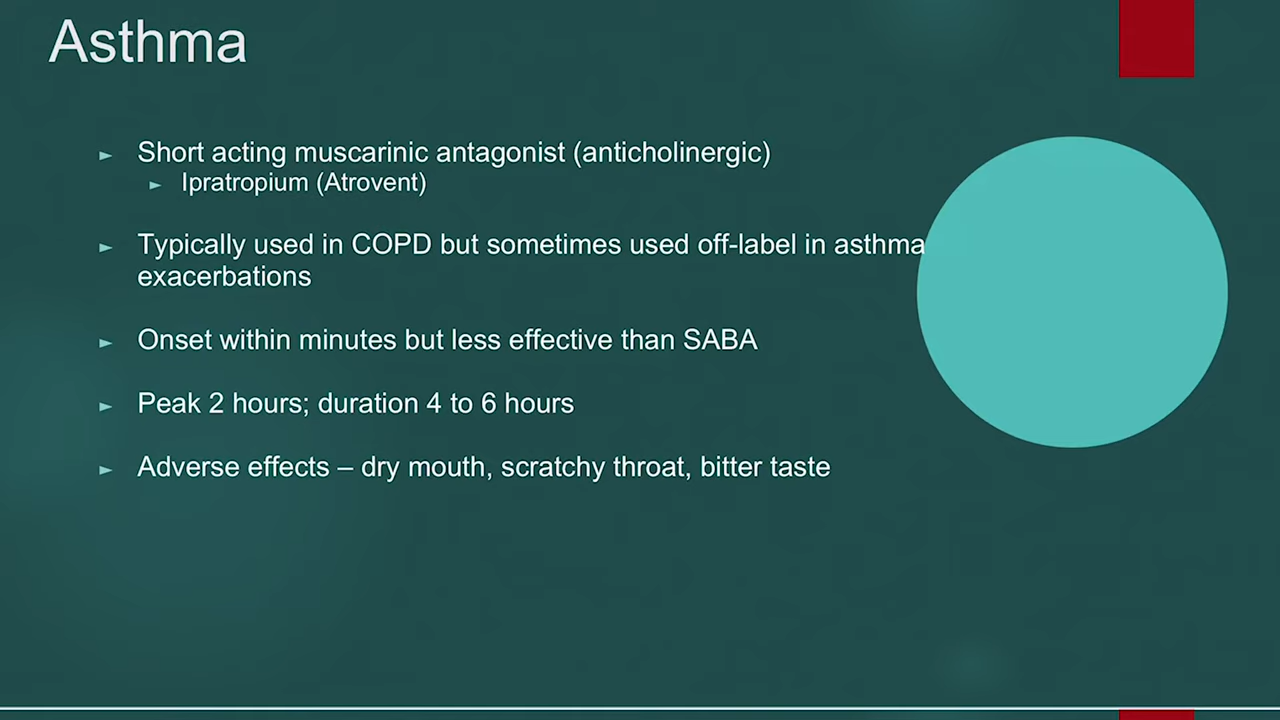 Asthma
Short acting muscarinic antagonist (anticholinergic)
Ipratropium (Atrovent)
Typically used in COPD but sometimes used off-label in asthma
exacerbations
Onset within minutes but less effective than SABA
Peak 2 hours; duration 4 to 6 hours
Adverse effects – dry mouth, scratchy throat, bitter taste